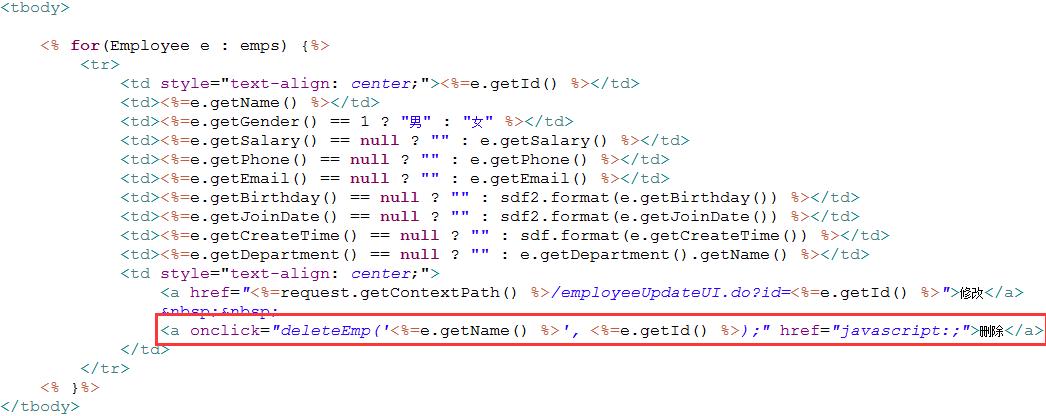 <tbody>
<% for(Employee e : emps) {%>
<tr>
<td style="text-align: center;"><%=e.getId() %></td>
<td><%=e.getName() %></td>
<td><%=e.getGender() == 1 ? "男" : "女" %></td>
<td><%=e.getSalary() == null ? "" : e.getSalary() %></td>
<td><%=e.getPhone() == null ? "" : e.getPhone() %></td>
<td><%=e.getEmail() == null ? "" : e.getEmail() %></td>
<td><%=e.getBirthday() == null ? "" : sdf2.format(e.getBirthday()) %></td>
<td><%=e.getJoinDate() == null ? "" : sdf2.format(e.getJoinDate()) %></td>
<td><%=e.getCreateTime() == null ? "" : sdf.format(e.getCreateTime()) %></td>
<td><%=e.getDepartment() == null ? "" : e.getDepartment().getName() %></td>
<td style="text-align: center;">
<a href="<%=request.getContextPath() %>/employeeUpdateUI.do?id=<%=e.getId() %>">修改</a>
&nbsp;&nbsp;
<a onclick="deleteEmp('<%=e.getName() %>', <%=e.getId() %>);" href="javascript:;">删除</a>
</td>
</tr>
<% }%>
</tbody>